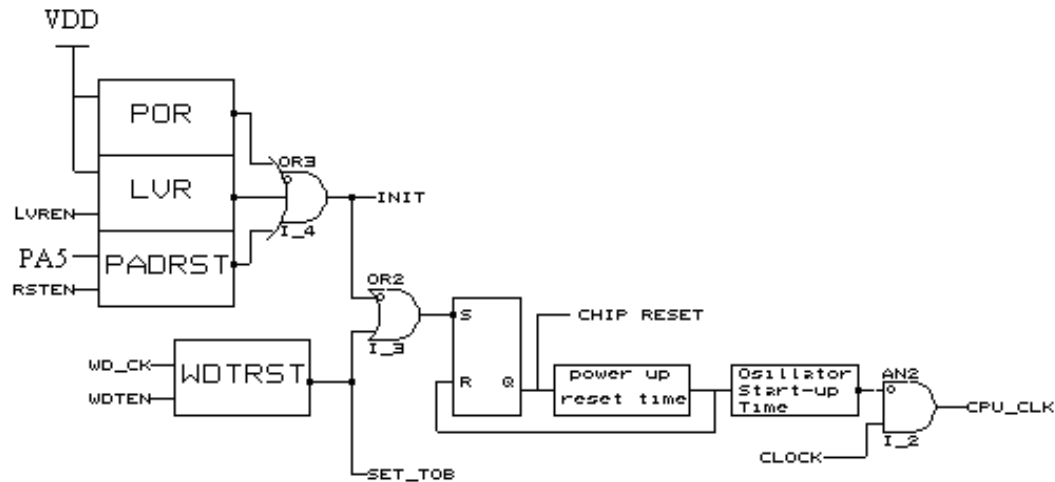 VDD
POR
OR3
LVR
INIT
LVREN
I_4
PA5
PADRST
RSTEN
OR2
S
CHIP RESET
I_3
WD_CK
WDTRST
WDTEN
R
Q
power up
reset time
Osillator
Start-up
Time
AN2
CPU_CLK
I_2
CLOCK
SET_TOB